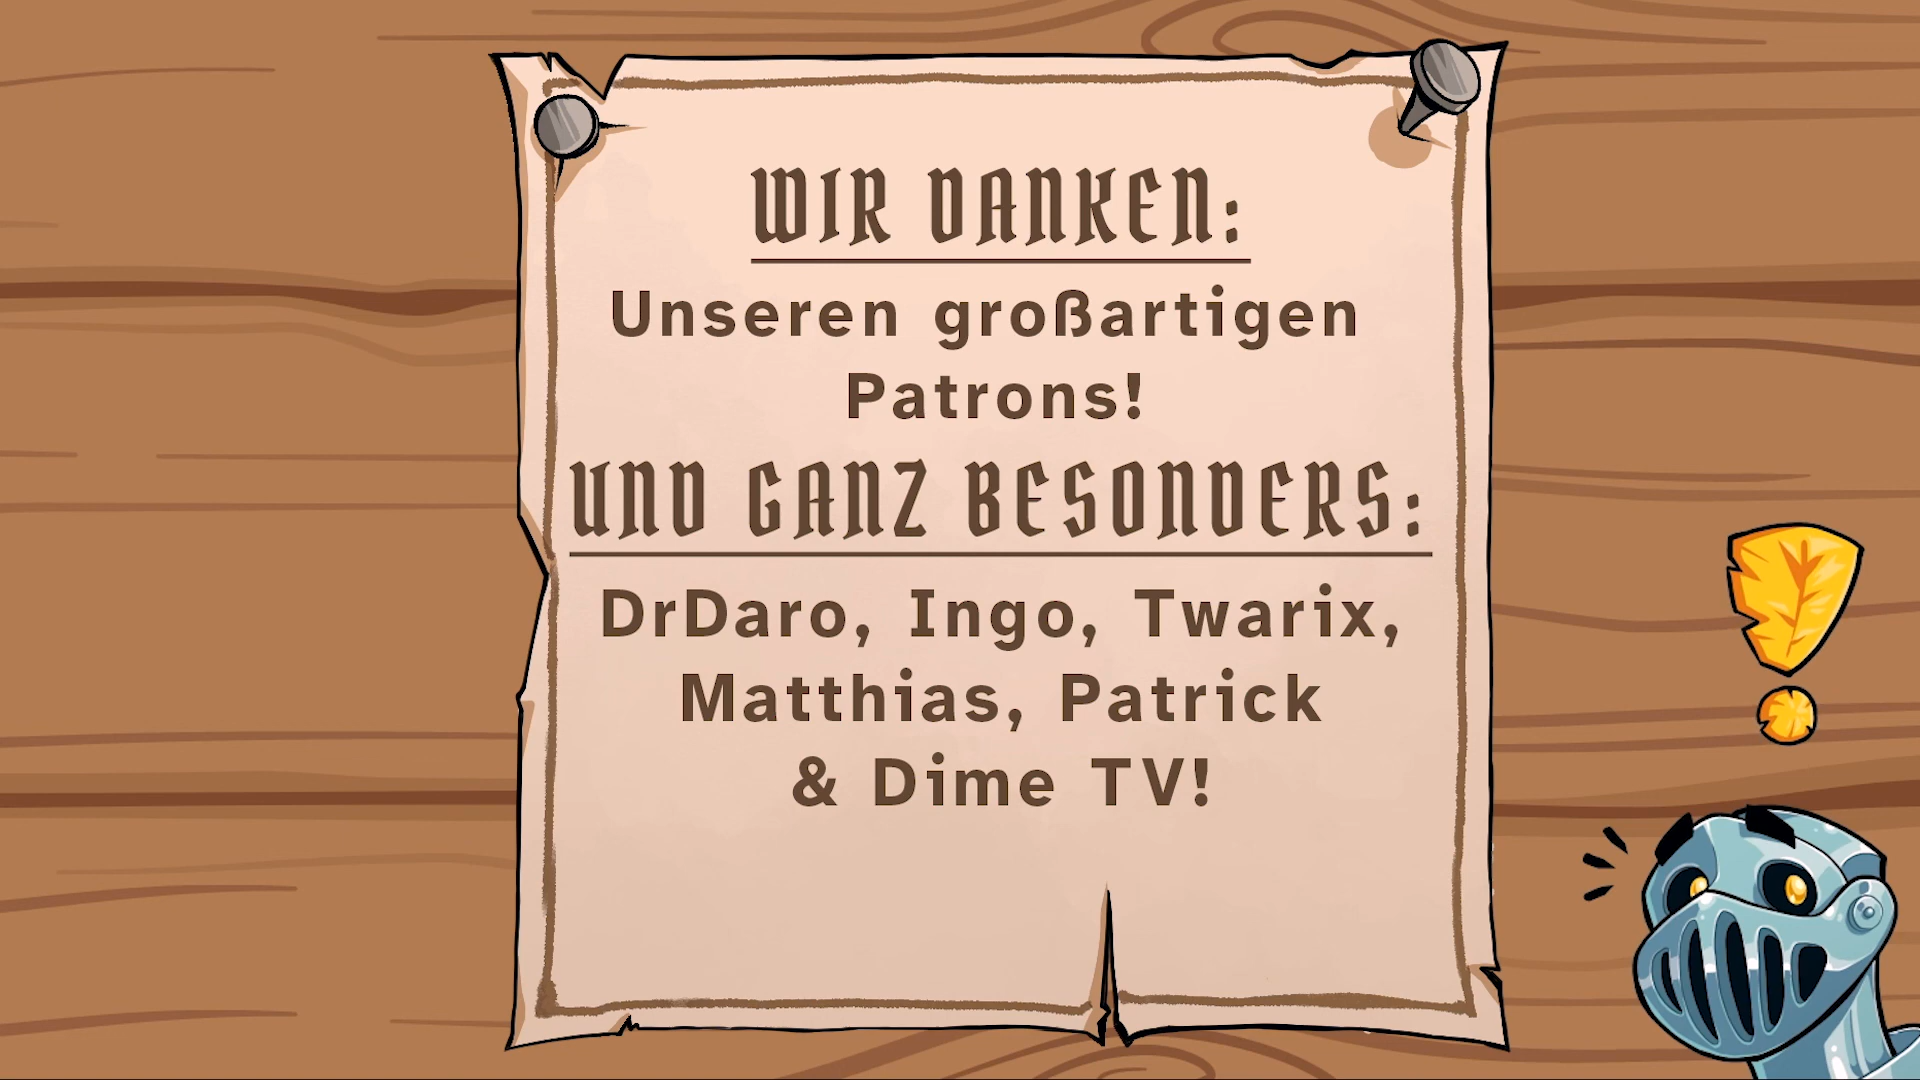 WIR DANKEN:
Unseren großartigen
Patrons!
UND GANZ BESONDERS:
DrDaro, Ingo, Twarix,
Matthias, Patrick
& Dime TV!